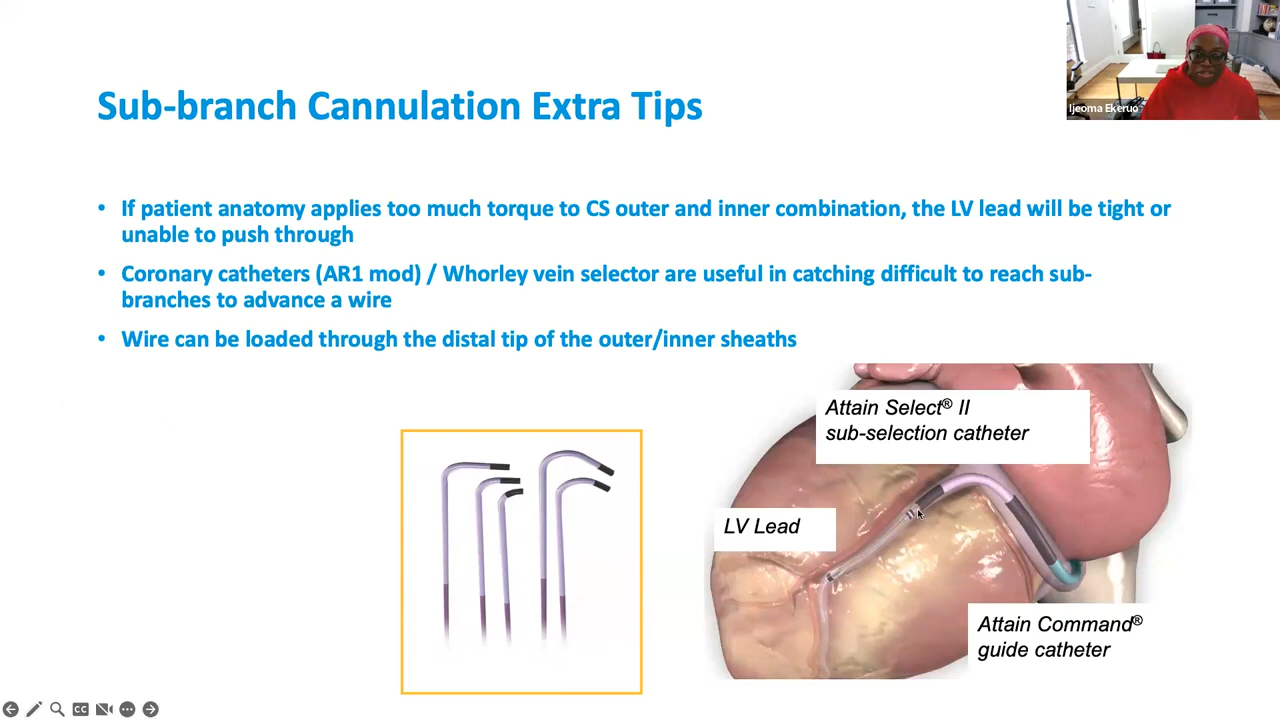 Ijeoma Ekeruo
Sub-branch Cannulation Extra Tips
• If patient anatomy applies too much torque to CS outer and inner combination, the LV lead will be tight or
unable to push through
• Coronary catheters (AR1 mod) / Whorley vein selector are useful in catching difficult to reach sub-
branches to advance a wire
• Wire can be loaded through the distal tip of the outer/inner sheaths
Attain Select® II
sub-selection catheter
LV Lead
Attain Command®
guide catheter
CC